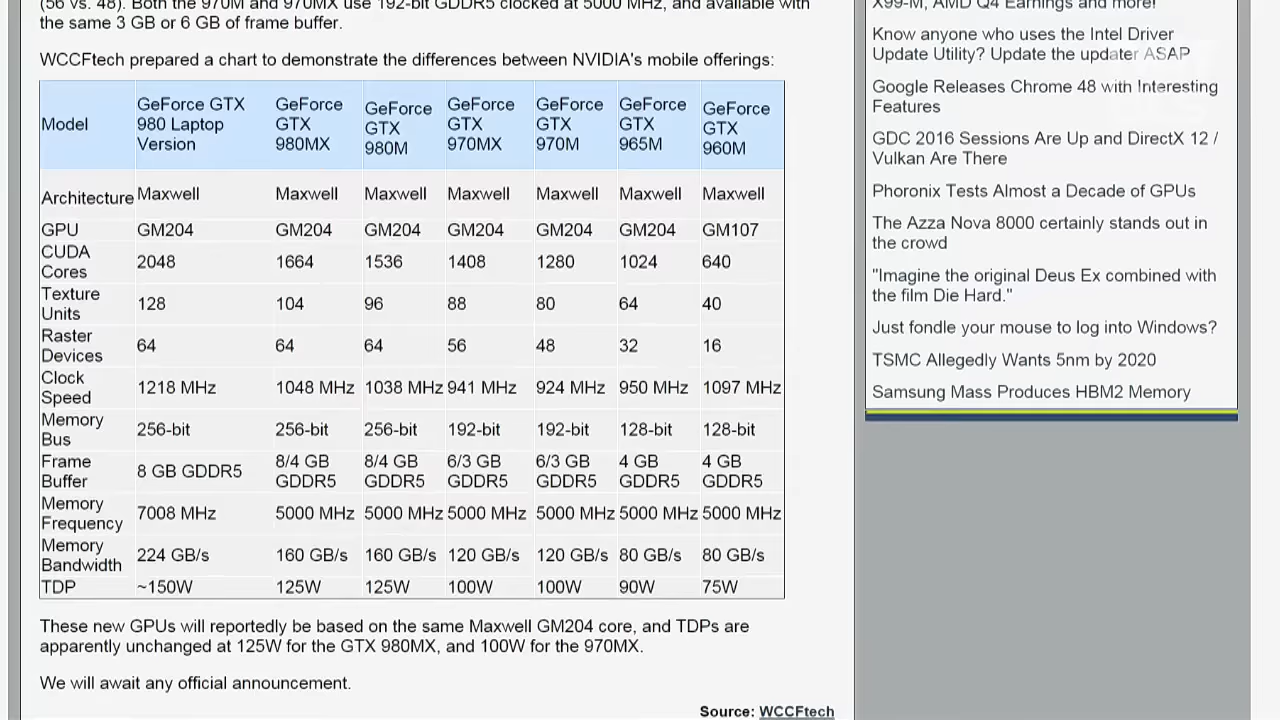 (56 vs. 48). Both the 970M and 970MX use 192-bit GDDR5 clocked at 5000 MHz, and available with
the same 3 GB or 6 GB of frame buffer.
WCCFtech prepared a chart to demonstrate the differences between NVIDIA's mobile offerings:
Model GeForce GTX 980 Laptop Version GeForce GTX 980MX GeForce GTX 980M GeForce GTX 970MX GeForce GTX 970M GeForce GTX 965M GeForce GTX 960M
Architecture Maxwell Maxwell Maxwell Maxwell Maxwell Maxwell Maxwell
GPU GM204 GM204 GM204 GM204 GM204 GM204 GM107
CUDA Cores 2048 1664 1536 1408 1280 1024 640
Texture Units 128 104 96 88 80 64 40
Raster Devices 64 64 64 56 48 32 16
Clock Speed 1218 MHz 1048 MHz 1038 MHz 941 MHz 924 MHz 950 MHz 1097 MHz
Memory Bus 256-bit 256-bit 256-bit 192-bit 192-bit 128-bit 128-bit
Frame Buffer 8 GB GDDR5 8/4 GB GDDR5 8/4 GB GDDR5 6/3 GB GDDR5 6/3 GB GDDR5 4 GB GDDR5 4 GB GDDR5
Memory Frequency 7008 MHz 5000 MHz 5000 MHz 5000 MHz 5000 MHz 5000 MHz 5000 MHz
Memory Bandwidth 224 GB/s 160 GB/s 160 GB/s 120 GB/s 120 GB/s 80 GB/s 80 GB/s
TDP ~150W 125W 125W 100W 100W 90W 75W
These new GPUs will reportedly be based on the same Maxwell GM204 core, and TDPs are
apparently unchanged at 125W for the GTX 980MX, and 100W for the 970MX.
We will await any official announcement.
Source: WCCFtech
X99-M, AMD Q4 Earnings and more!
Know anyone who uses the Intel Driver
Update Utility? Update the updater ASAP
Google Releases Chrome 48 with Interesting
Features
GDC 2016 Sessions Are Up and DirectX 12 /
Vulkan Are There
Phoronix Tests Almost a Decade of GPUs
The Azza Nova 8000 certainly stands out in
the crowd
"Imagine the original Deus Ex combined with
the film Die Hard."
Just fondle your mouse to log into Windows?
TSMC Allegedly Wants 5nm by 2020
Samsung Mass Produces HBM2 Memory